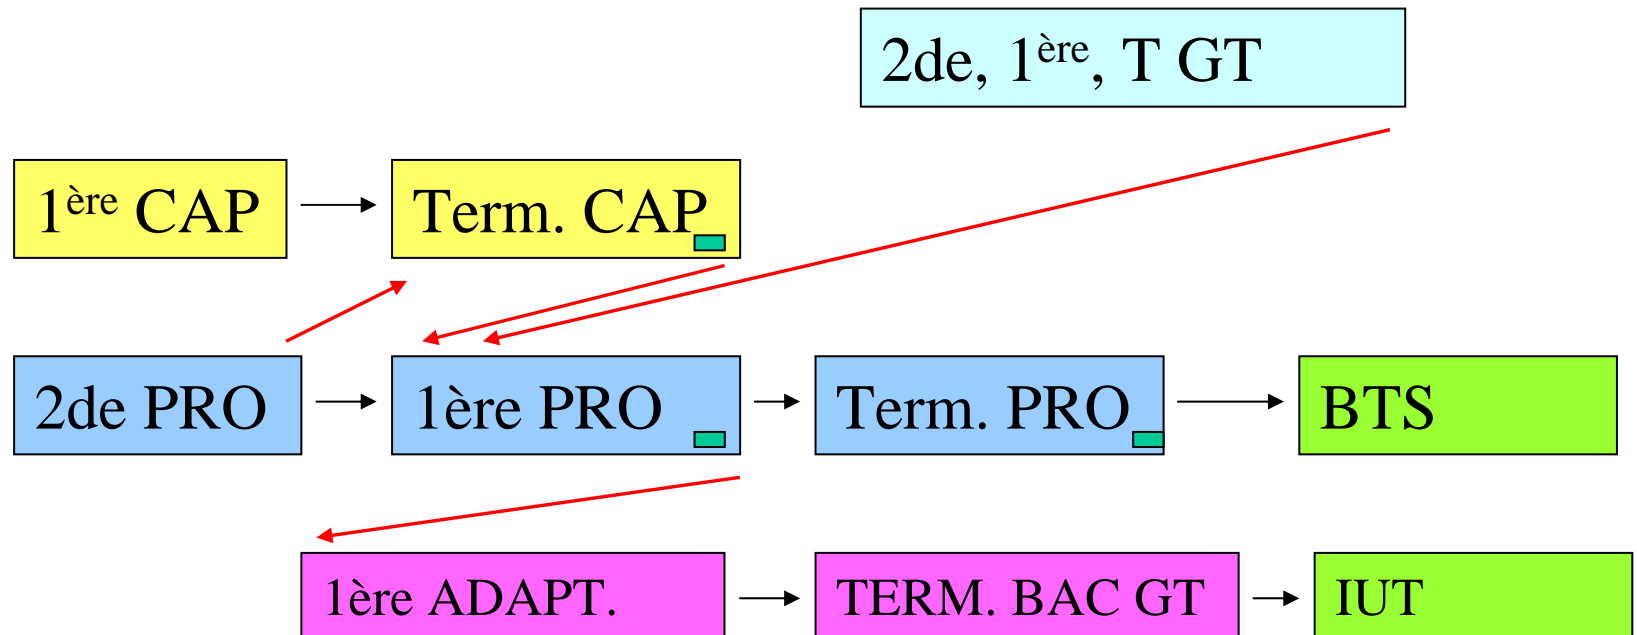 2de, 1ère, T GT
1ère CAP
Term. CAP
2de PRO
1ère PRO
Term. PRO
BTS
1ère ADAPT.
TERM. BAC GT
IUT